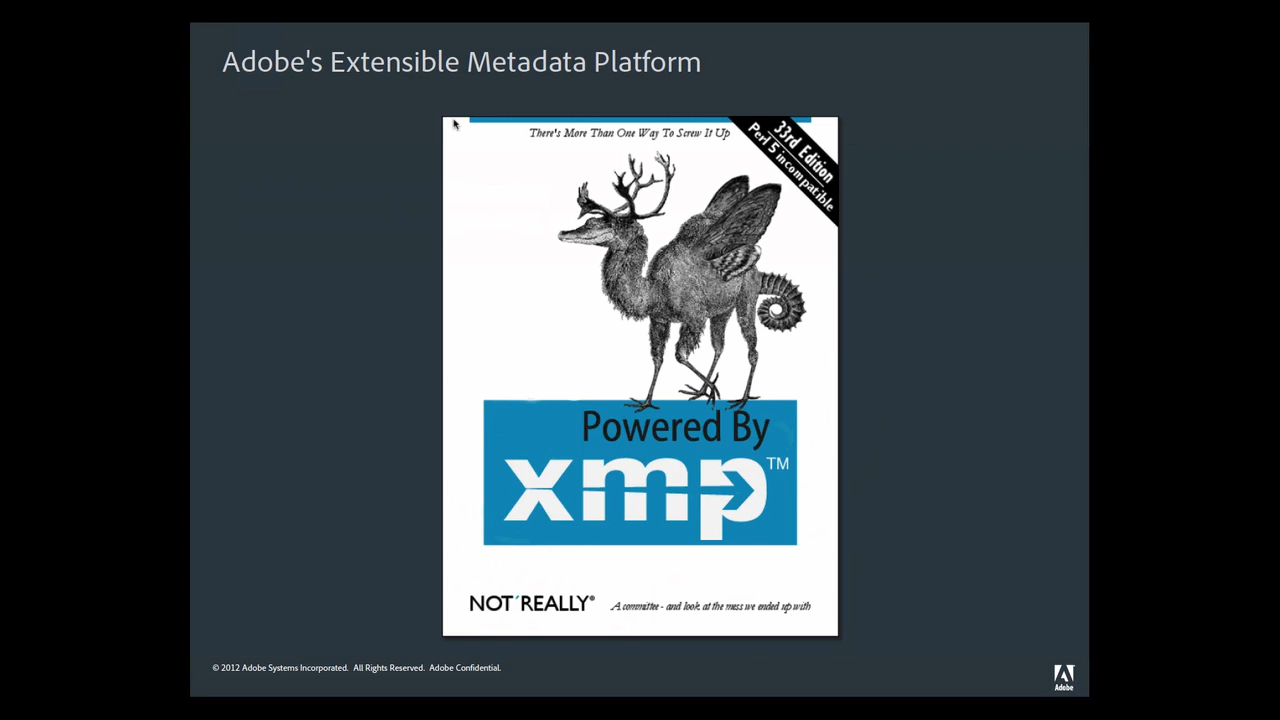 Adobe's Extensible Metadata Platform
There's More Than One Way To Screw It Up
33rd Edition
Perl 5 incompatible
Powered By
xmp™
NOT´REALLY®
A committee - and look at the mess we ended up with
© 2012 Adobe Systems Incorporated. All Rights Reserved. Adobe Confidential.
Adobe